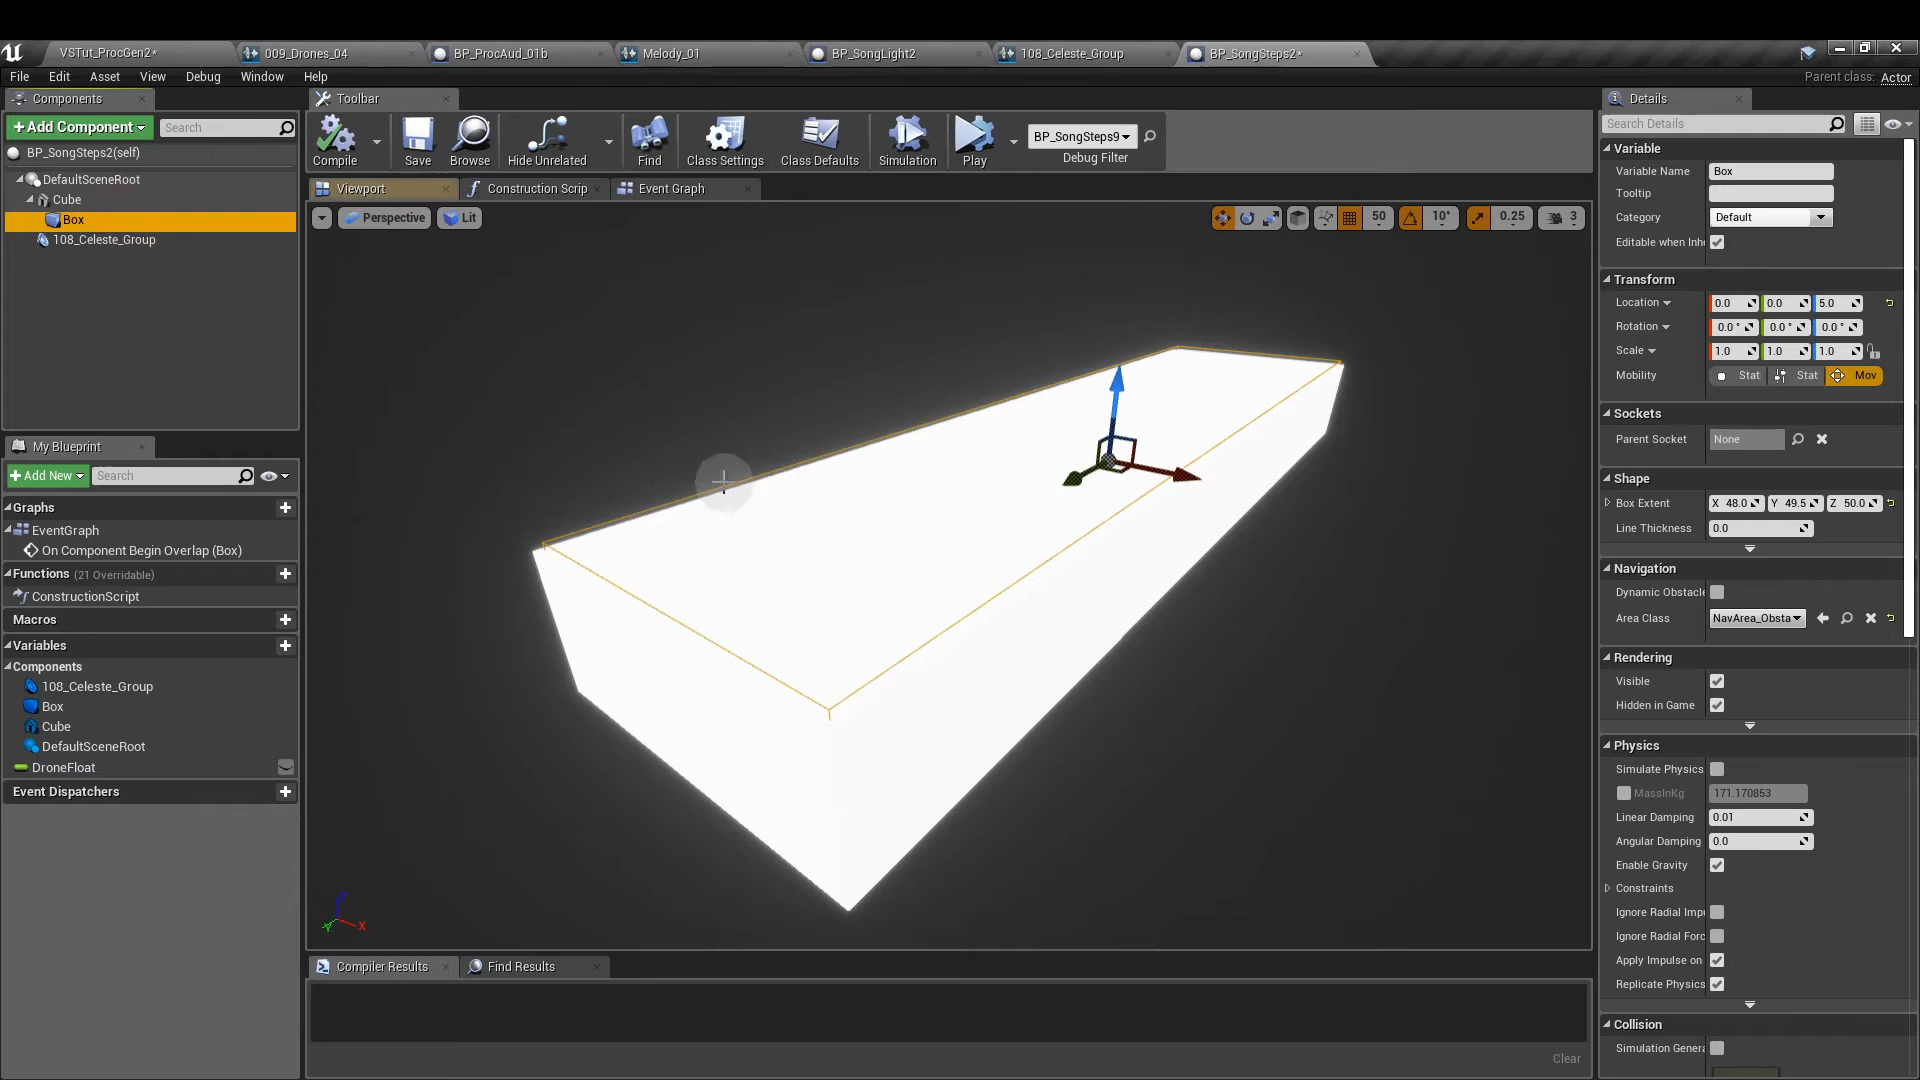 VSTut_ProcGen2*
009_Drones_04
BP_ProcAud_01b
Melody_01
BP_SongLight2
108_Celeste_Group
BP_SongSteps2*
File Edit Asset View Debug Window Help
Parent class: Actor
Components
+ Add Component
Search
BP_SongSteps2(self)
DefaultSceneRoot
Cube
Box
108_Celeste_Group
My Blueprint
+ Add New
Search
Graphs
EventGraph
On Component Begin Overlap (Box)
Functions (21 Overridable)
ConstructionScript
Macros
Variables
Components
108_Celeste_Group
Box
Cube
DefaultSceneRoot
DroneFloat
Event Dispatchers
Toolbar
Compile
Save
Browse
Hide Unrelated
Find
Class Settings
Class Defaults
Simulation
Play
BP_SongSteps9
Debug Filter
Viewport
Construction Scrip
Event Graph
Perspective
Lit
50
10°
0.25
3
Z
Y
X
Compiler Results
Find Results
Clear
Details
Search Details
Variable
Variable Name Box
Tooltip
Category Default
Editable when Inh
Transform
Location 0.0 0.0 5.0
Rotation 0.0 ° 0.0 ° 0.0 °
Scale 1.0 1.0 1.0
Mobility Stat Stat Mov
Sockets
Parent Socket None
Shape
Box Extent X 48.0 Y 49.5 Z 50.0
Line Thickness 0.0
Navigation
Dynamic Obstacle
Area Class NavArea_Obsta
Rendering
Visible
Hidden in Game
Physics
Simulate Physics
MassInKg 171.170853
Linear Damping 0.01
Angular Damping 0.0
Enable Gravity
Constraints
Ignore Radial Impu
Ignore Radial Forc
Apply Impulse on
Replicate Physics
Collision
Simulation Genera